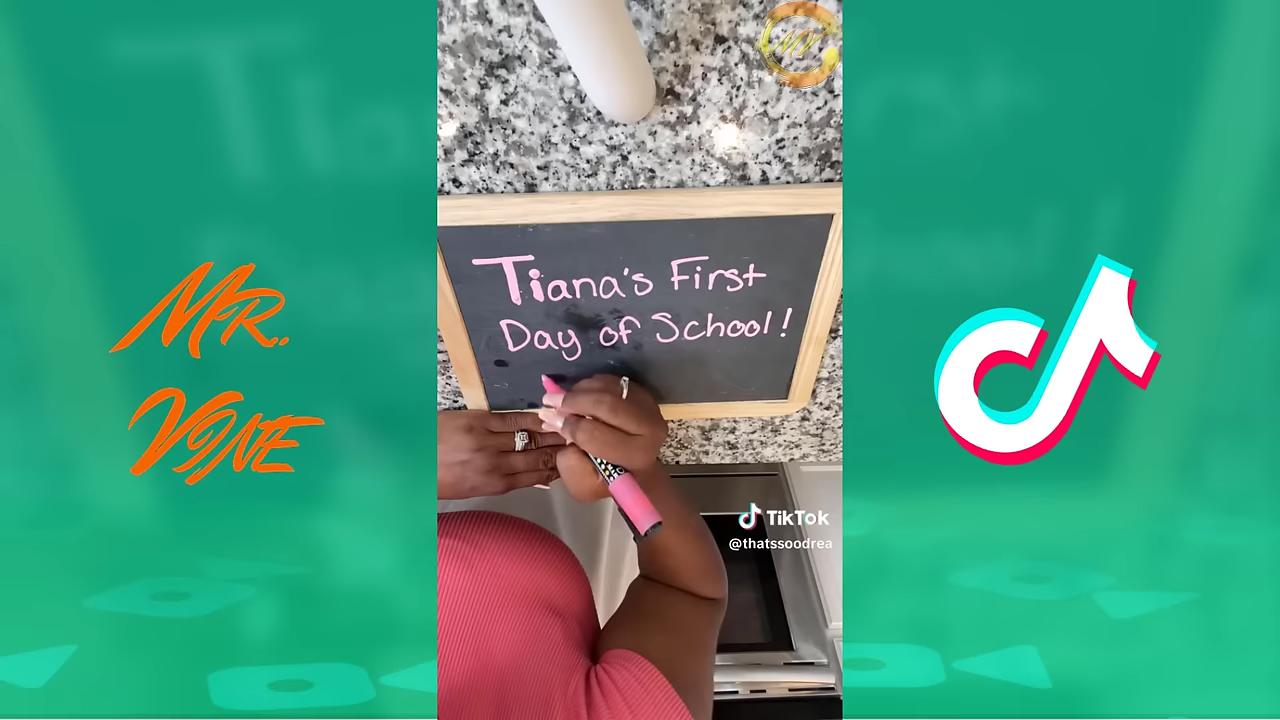 MR.
VINE
Tiana's First
Day of School!
TikTok
@thatssoodrea